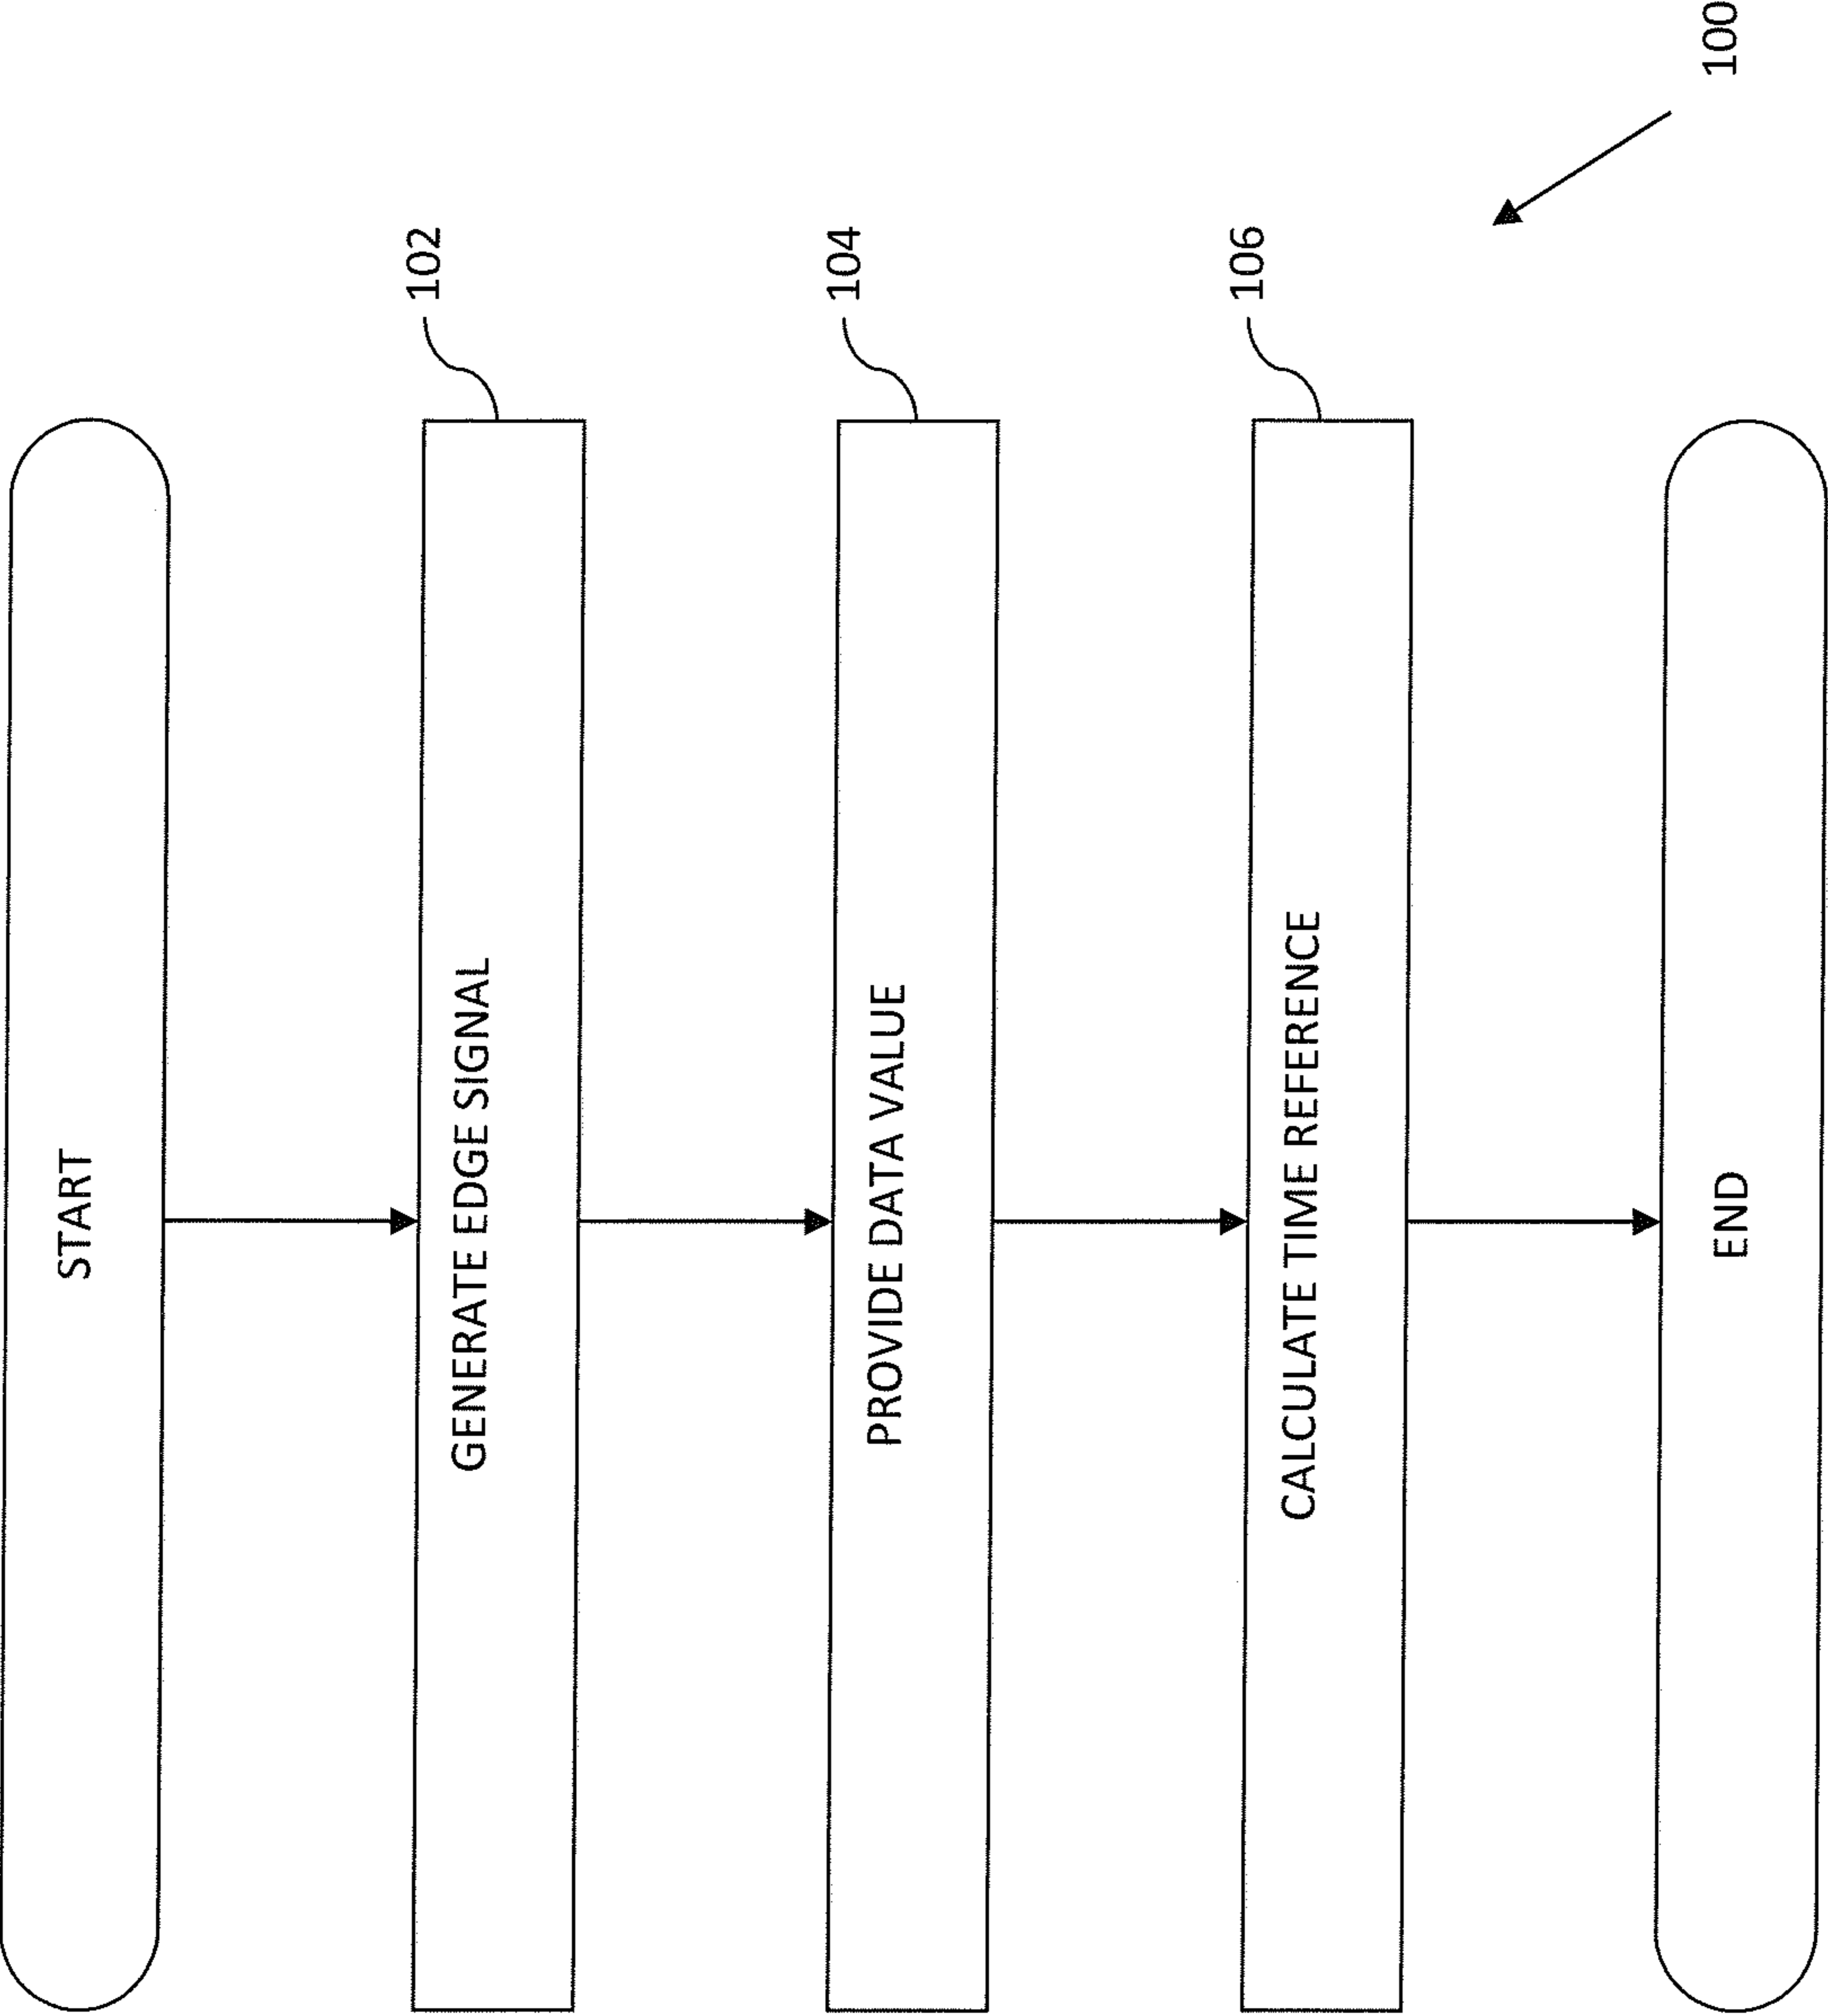 START
GENERATE EDGE SIGNAL
102
PROVIDE DATA VALUE
104
CALCULATE TIME REFERENCE
106
END
100